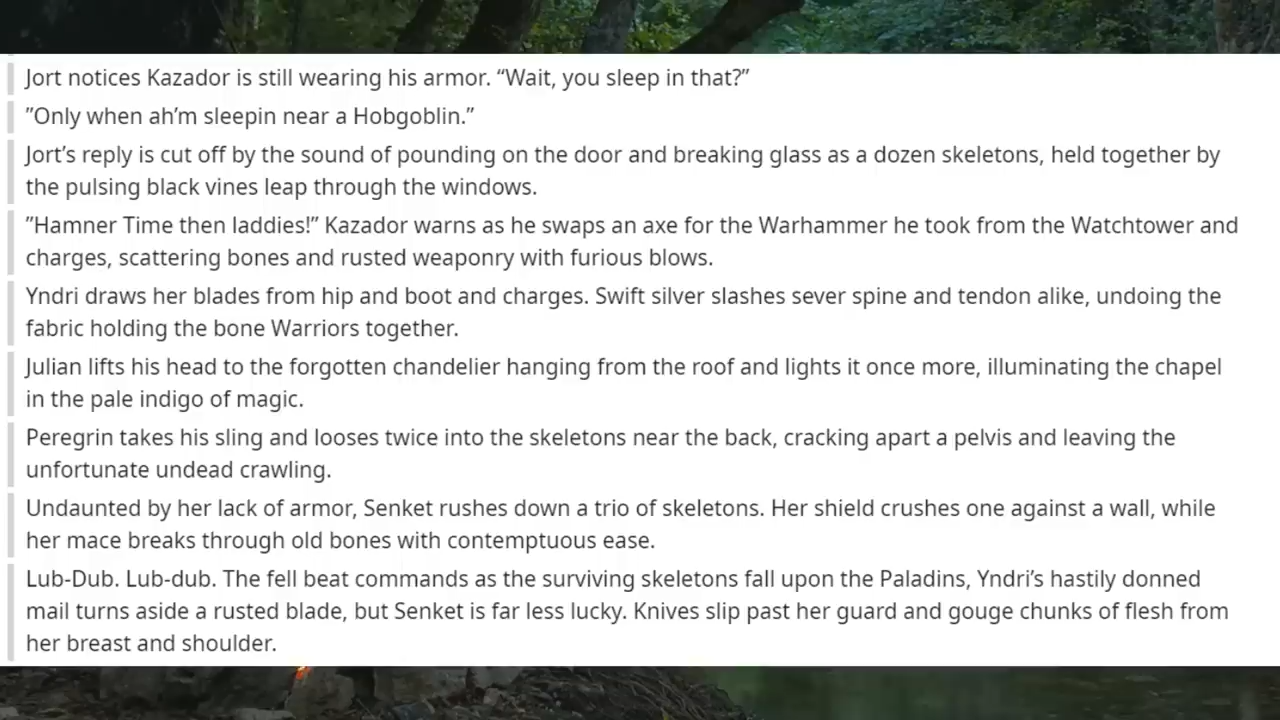 Jort notices Kazador is still wearing his armor. “Wait, you sleep in that?”
”Only when ah’m sleepin near a Hobgoblin.”
Jort’s reply is cut off by the sound of pounding on the door and breaking glass as a dozen skeletons, held together by
the pulsing black vines leap through the windows.
”Hamner Time then laddies!” Kazador warns as he swaps an axe for the Warhammer he took from the Watchtower and
charges, scattering bones and rusted weaponry with furious blows.
Yndri draws her blades from hip and boot and charges. Swift silver slashes sever spine and tendon alike, undoing the
fabric holding the bone Warriors together.
Julian lifts his head to the forgotten chandelier hanging from the roof and lights it once more, illuminating the chapel
in the pale indigo of magic.
Peregrin takes his sling and looses twice into the skeletons near the back, cracking apart a pelvis and leaving the
unfortunate undead crawling.
Undaunted by her lack of armor, Senket rushes down a trio of skeletons. Her shield crushes one against a wall, while
her mace breaks through old bones with contemptuous ease.
Lub-Dub. Lub-dub. The fell beat commands as the surviving skeletons fall upon the Paladins, Yndri’s hastily donned
mail turns aside a rusted blade, but Senket is far less lucky. Knives slip past her guard and gouge chunks of flesh from
her breast and shoulder.